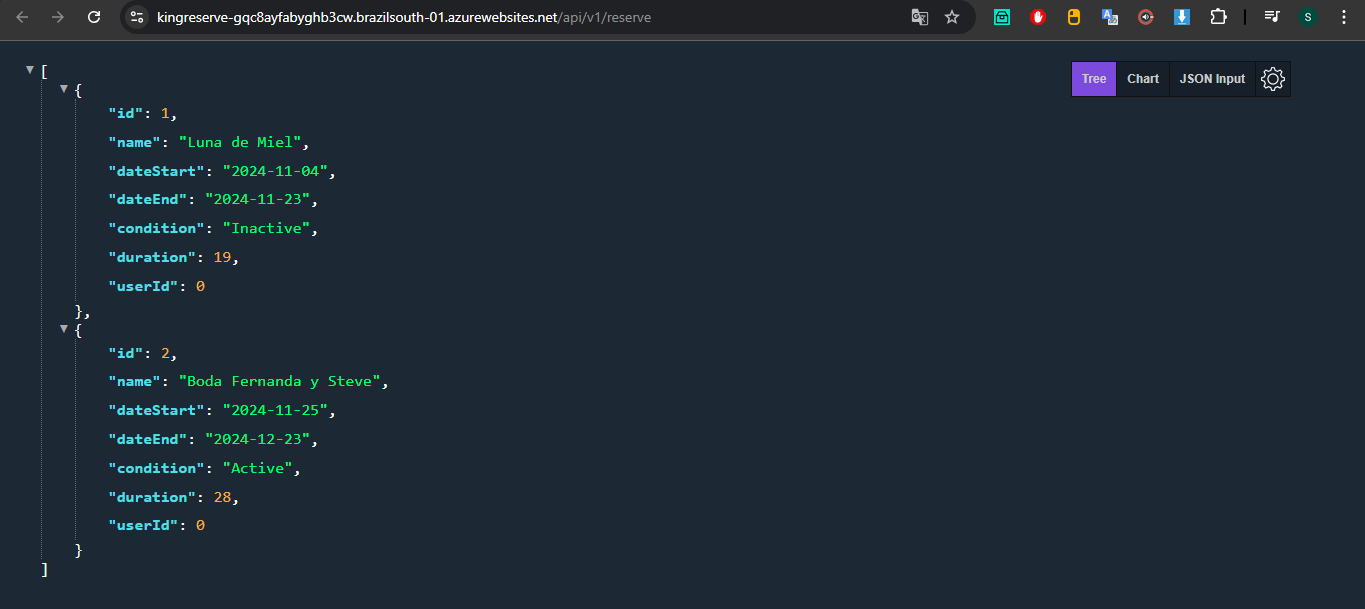 kingreserve-gqc8ayfabyghb3cw.brazilsouth-01.azurewebsites.net/api/v1/reserve
S
Tree Chart JSON Input
[
{
"id": 1,
"name": "Luna de Miel",
"dateStart": "2024-11-04",
"dateEnd": "2024-11-23",
"condition": "Inactive",
"duration": 19,
"userId": 0
},
{
"id": 2,
"name": "Boda Fernanda y Steve",
"dateStart": "2024-11-25",
"dateEnd": "2024-12-23",
"condition": "Active",
"duration": 28,
"userId": 0
}
]